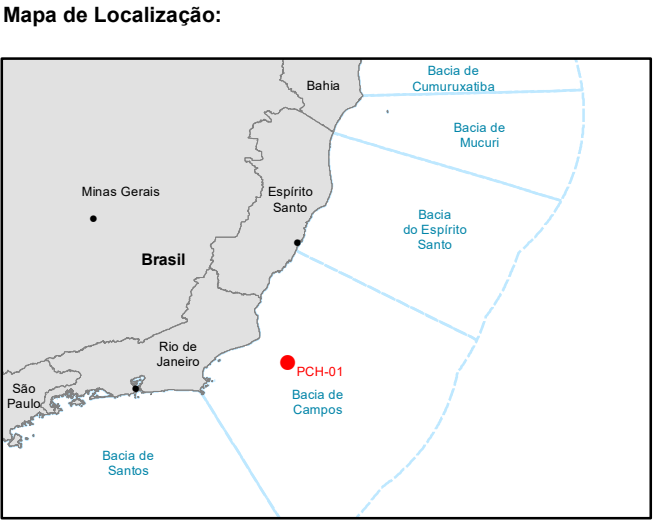 Mapa de Localização:
Bahia
Bacia de
Cumuruxatiba
Bacia de
Mucuri
Minas Gerais
Espírito
Santo
Bacia
do Espírito
Santo
Brasil
Rio de
Janeiro
PCH-01
São
Paulo
Bacia de
Campos
Bacia de
Santos